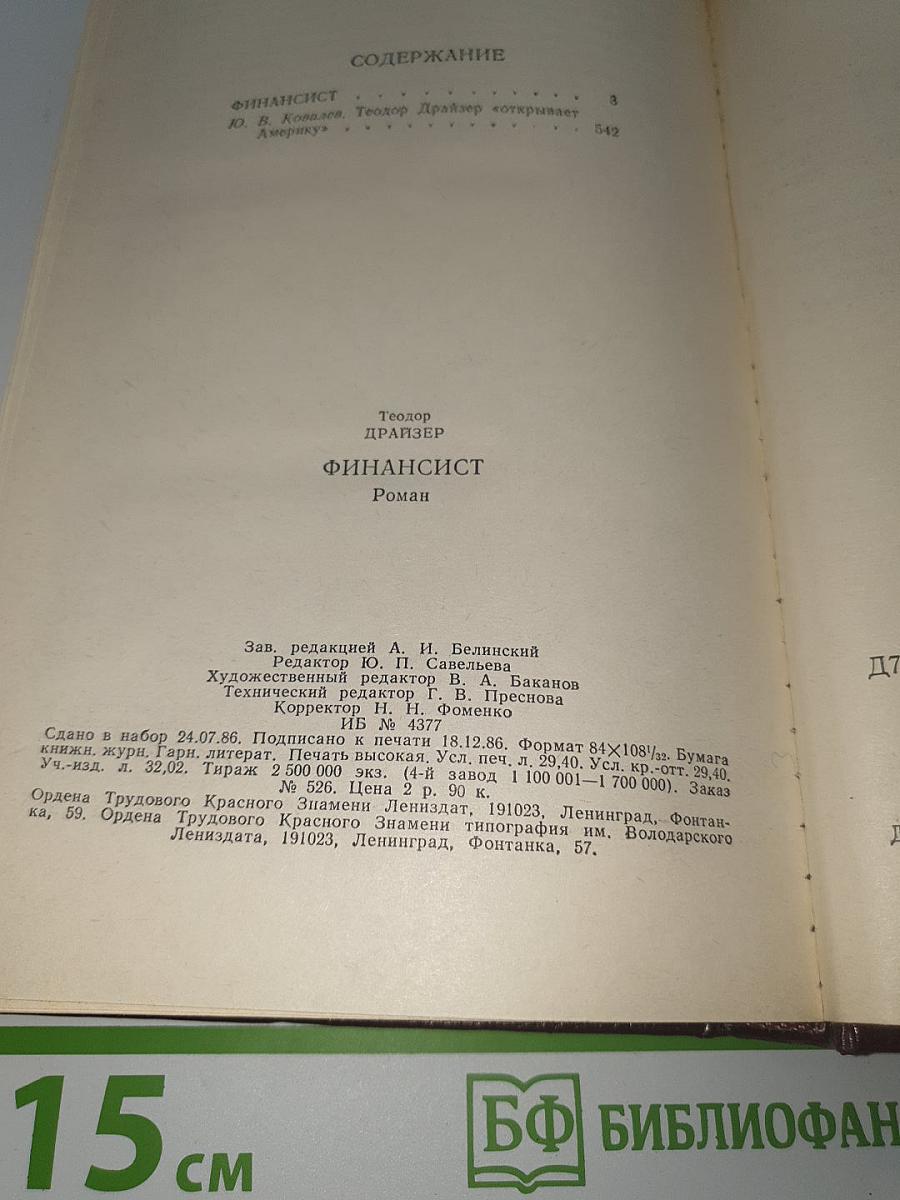 СОДЕРЖАНИЕ
ФИНАНСИСТ . . . . . . . . . . . . 3
Ю. В. Ковалев. Теодор Драйзер «открывает
Америку» . . . . . . . . . . . . 542
Теодор
ДРАЙЗЕР
ФИНАНСИСТ
Роман
Зав. редакцией А. И. Белинский
Редактор Ю. П. Савельева
Художественный редактор В. А. Баканов
Технический редактор Г. В. Преснова
Корректор Н. Н. Фоменко
ИБ № 4377
Сдано в набор 24.07.86. Подписано к печати 18.12.86. Формат 84×108¹/₃₂. Бумага
книжн. журн. Гарн. литерат. Печать высокая. Усл. печ. л. 29,40. Усл. кр.-отт. 29,40.
Уч.-изд. л. 32,02. Тираж 2 500 000 экз. (4-й завод 1 100 001—1 700 000). Заказ
№ 526. Цена 2 р. 90 к.
Ордена Трудового Красного Знамени Лениздат, 191023, Ленинград, Фонтан-
ка, 59. Ордена Трудового Красного Знамени типография им. Володарского
Лениздата, 191023, Ленинград, Фонтанка, 57.
Д7
15 см
БФ БИБЛИОФАН